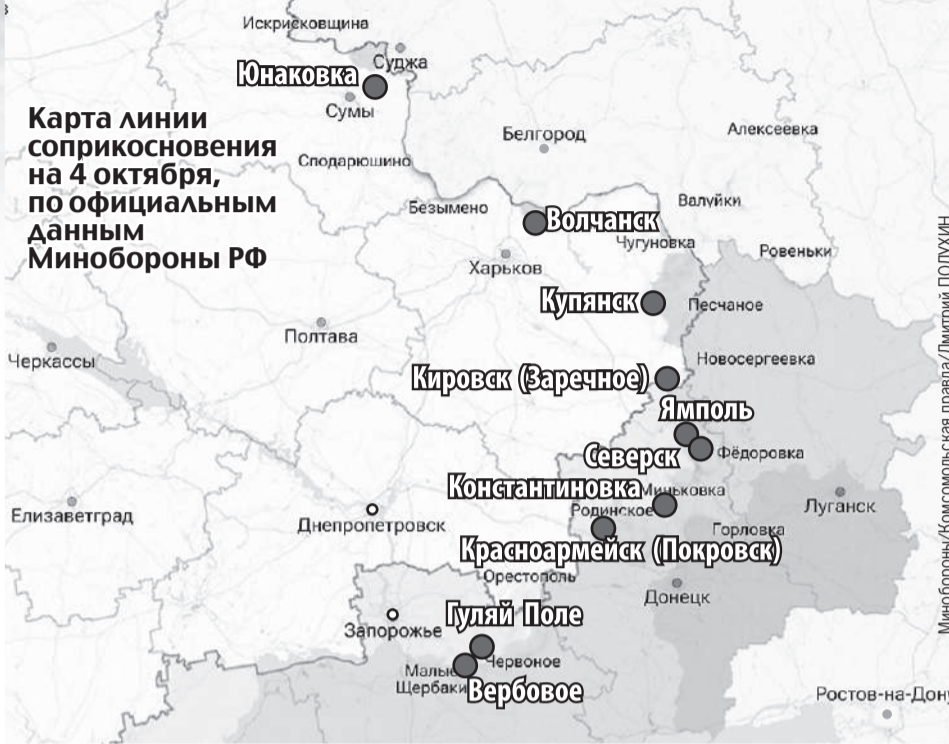 Искрисковщина
Суджа
Юнаковка
Сумы
Карта линии
соприкосновения
на 4 октября,
по официальным
данным
Минобороны РФ
Белгород
Алексеевка
Сподарюшино
Безымено
Валуйки
Волчанск
Чугуновка
Ровеньки
Харьков
Купянск
Песчаное
Полтава
Черкассы
Новосергеевка
Кировск (Заречное)
Ямполь
Северск
Фёдоровка
Константиновка
Миньковка
Родинское
Луганск
Елизаветград
Днепропетровск
Горловка
Красноармейск (Покровск)
Орестополь
Донецк
Гуляй Поле
Запорожье
Червоное
Малые
Щербаки
Вербовое
Ростов-на-Дону
Минобороны/Комсомольская правда/Дмитрий ПОЛУХИН